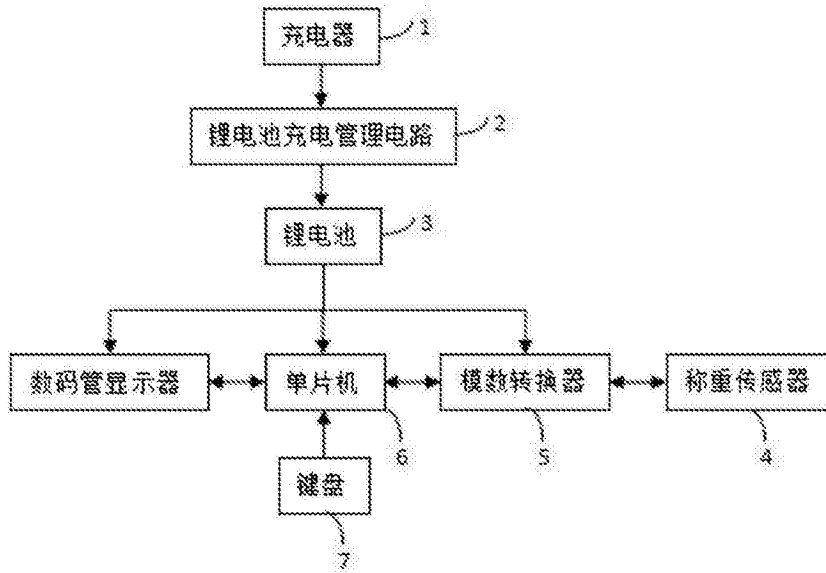 充电器
1
锂电池充电管理电路
2
锂电池
3
数码管显示器
单片机
模数转换器
称重传感器
6
5
4
键盘
7